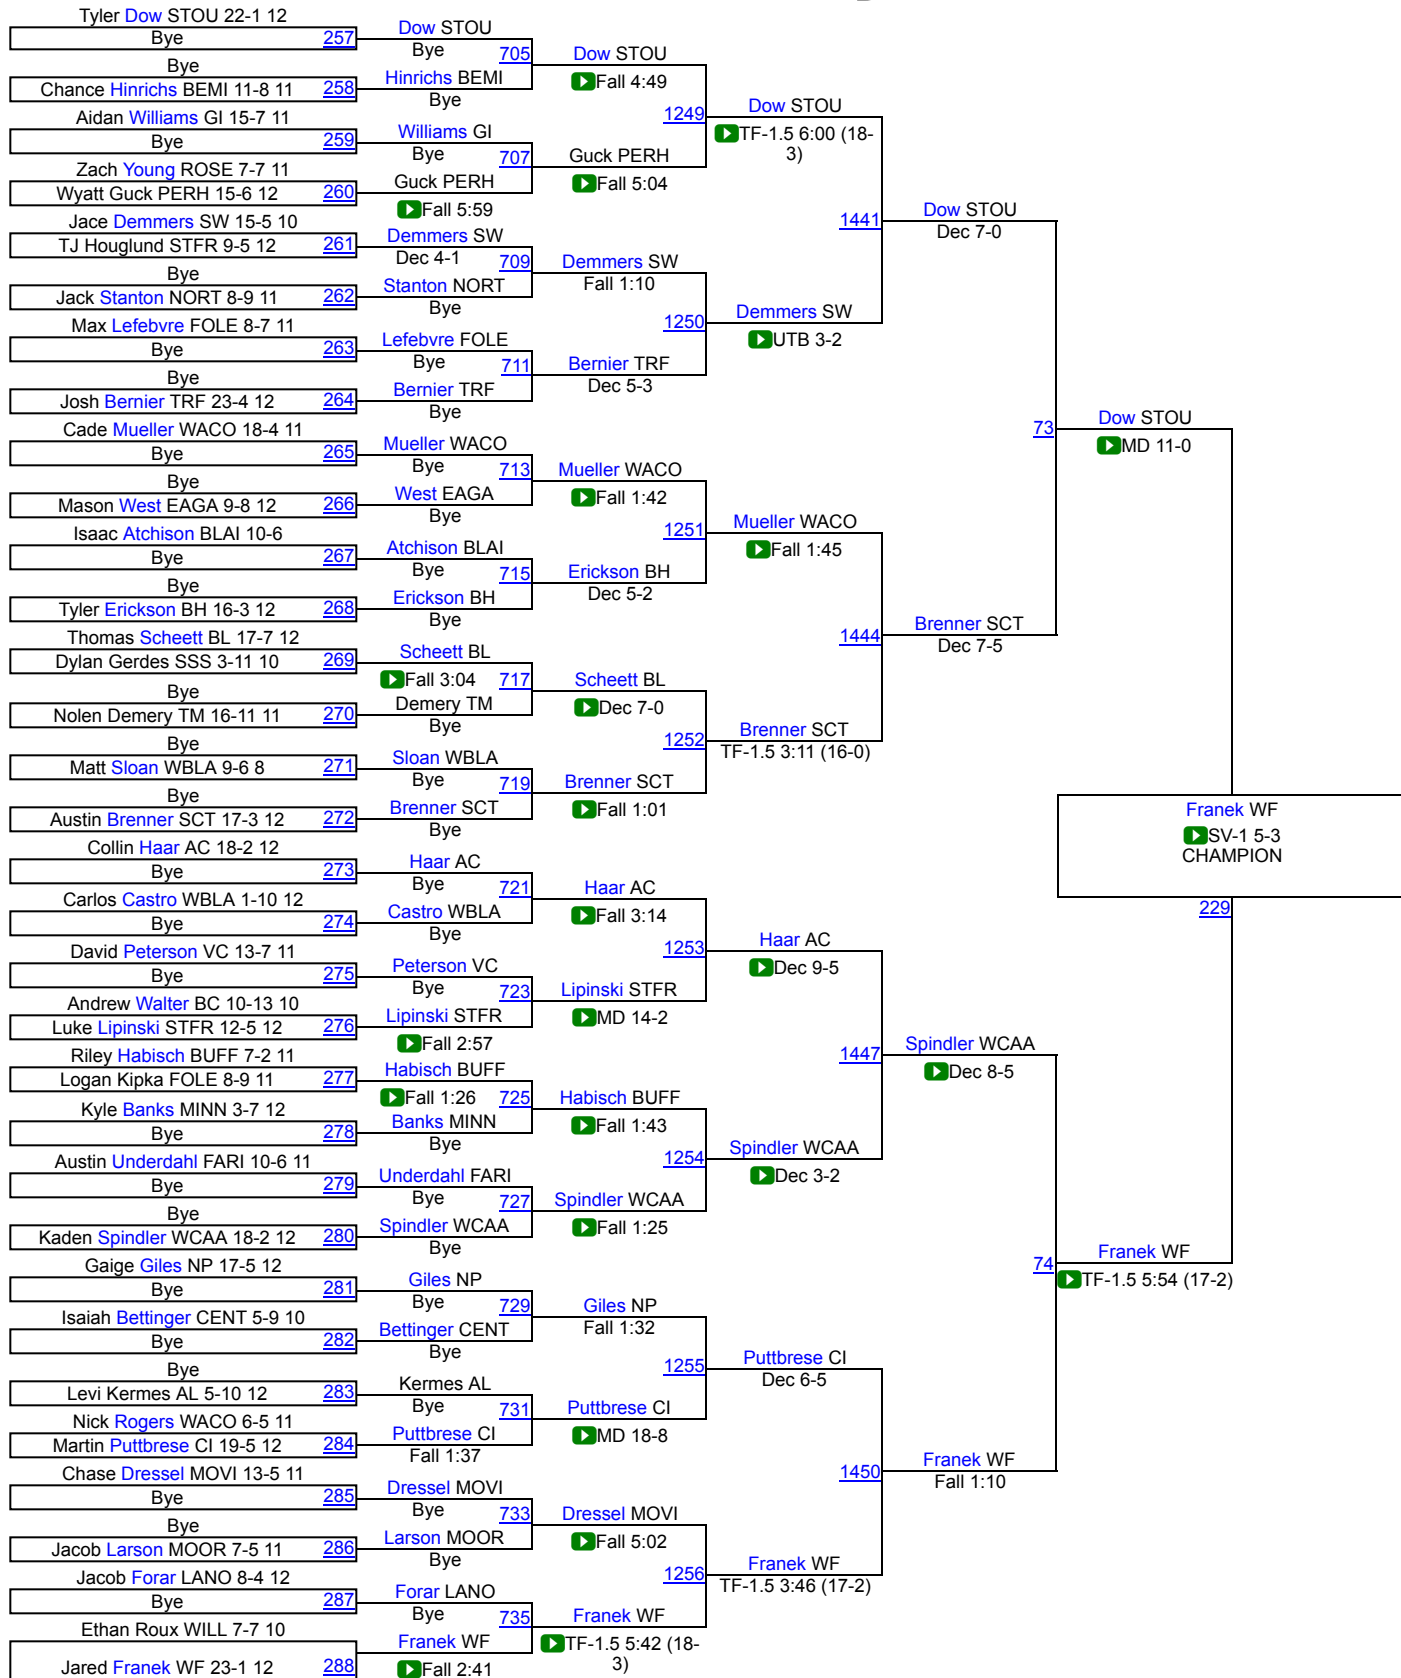 Tyler Dow STOU 22-1 12
Bye
257
Bye
Chance Hinrichs BEMI 11-8 11
258
Aidan Williams GI 15-7 11
Bye
259
Zach Young ROSE 7-7 11
Wyatt Guck PERH 15-6 12
260
Jace Demmers SW 15-5 10
TJ Houglund STFR 9-5 12
261
Bye
Jack Stanton NORT 8-9 11
262
Max Lefebvre FOLE 8-7 11
Bye
263
Bye
Josh Bernier TRF 23-4 12
264
Cade Mueller WACO 18-4 11
Bye
265
Bye
Mason West EAGA 9-8 12
266
Isaac Atchison BLAI 10-6
Bye
267
Bye
Tyler Erickson BH 16-3 12
268
Thomas Scheett BL 17-7 12
Dylan Gerdes SSS 3-11 10
269
Bye
Nolen Demery TM 16-11 11
270
Bye
Matt Sloan WBLA 9-6 8
271
Bye
Austin Brenner SCT 17-3 12
272
Collin Haar AC 18-2 12
Bye
273
Carlos Castro WBLA 1-10 12
Bye
274
David Peterson VC 13-7 11
Bye
275
Andrew Walter BC 10-13 10
Luke Lipinski STFR 12-5 12
276
Riley Habisch BUFF 7-2 11
Logan Kipka FOLE 8-9 11
277
Kyle Banks MINN 3-7 12
Bye
278
Austin Underdahl FARI 10-6 11
Bye
279
Bye
Kaden Spindler WCAA 18-2 12
280
Gaige Giles NP 17-5 12
Bye
281
Isaiah Bettinger CENT 5-9 10
Bye
282
Bye
Levi Kermes AL 5-10 12
283
Nick Rogers WACO 6-5 11
Martin Puttbrese CI 19-5 12
284
Chase Dressel MOVI 13-5 11
Bye
285
Bye
Jacob Larson MOOR 7-5 11
286
Jacob Forar LANO 8-4 12
Bye
287
Ethan Roux WILL 7-7 10
Jared Franek WF 23-1 12
288
Dow STOU
Bye
705
Hinrichs BEMI
Bye
Williams GI
Bye
707
Guck PERH
Fall 5:59
Demmers SW
Dec 4-1
709
Stanton NORT
Bye
Lefebvre FOLE
Bye
711
Bernier TRF
Bye
Mueller WACO
Bye
713
West EAGA
Bye
Atchison BLAI
Bye
715
Erickson BH
Bye
Scheett BL
Fall 3:04
717
Demery TM
Bye
Sloan WBLA
Bye
719
Brenner SCT
Bye
Haar AC
Bye
721
Castro WBLA
Bye
Peterson VC
Bye
723
Lipinski STFR
Fall 2:57
Habisch BUFF
Fall 1:26
725
Banks MINN
Bye
Underdahl FARI
Bye
727
Spindler WCAA
Bye
Giles NP
Bye
729
Bettinger CENT
Bye
Kermes AL
Bye
731
Puttbrese CI
Fall 1:37
Dressel MOVI
Bye
733
Larson MOOR
Bye
Forar LANO
Bye
735
Franek WF
Fall 2:41
Dow STOU
Fall 4:49
1249
Guck PERH
Fall 5:04
Demmers SW
Fall 1:10
1250
Bernier TRF
Dec 5-3
Mueller WACO
Fall 1:42
1251
Erickson BH
Dec 5-2
Scheett BL
Dec 7-0
1252
Brenner SCT
Fall 1:01
Haar AC
Fall 3:14
1253
Lipinski STFR
MD 14-2
Habisch BUFF
Fall 1:43
1254
Spindler WCAA
Fall 1:25
Giles NP
Fall 1:32
1255
Puttbrese CI
MD 18-8
Dressel MOVI
Fall 5:02
1256
Franek WF
TF-1.5 5:42 (18-
3)
Dow STOU
TF-1.5 6:00 (18-
3)
1441
Demmers SW
UTB 3-2
Mueller WACO
Fall 1:45
1444
Brenner SCT
TF-1.5 3:11 (16-0)
Haar AC
Dec 9-5
1447
Spindler WCAA
Dec 3-2
Puttbrese CI
Dec 6-5
1450
Franek WF
TF-1.5 3:46 (17-2)
Dow STOU
Dec 7-0
73
Brenner SCT
Dec 7-5
Spindler WCAA
Dec 8-5
74
Franek WF
Fall 1:10
Dow STOU
MD 11-0
Franek WF
TF-1.5 5:54 (17-2)
Franek WF
SV-1 5-3
CHAMPION
229